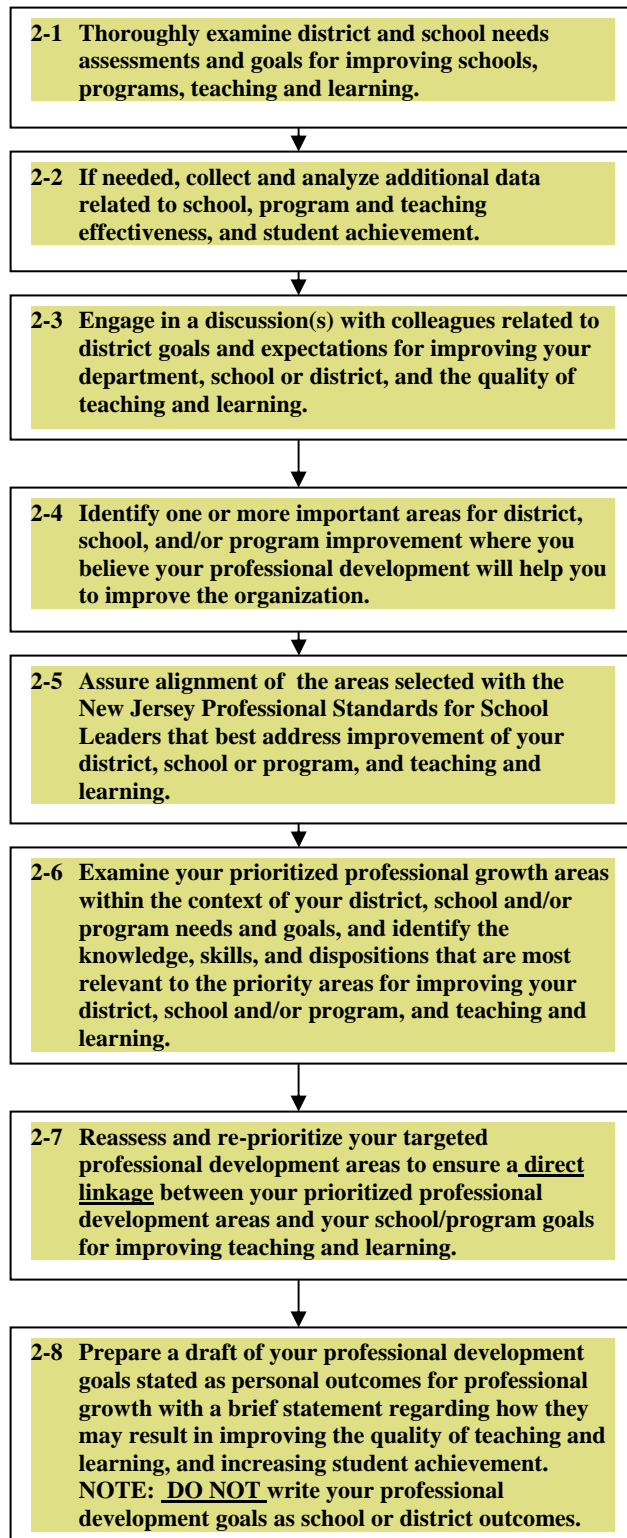 2-1 Thoroughly examine district and school needs
assessments and goals for improving schools,
programs, teaching and learning.
2-2 If needed, collect and analyze additional data
related to school, program and teaching
effectiveness, and student achievement.
2-3 Engage in a discussion(s) with colleagues related to
district goals and expectations for improving your
department, school or district, and the quality of
teaching and learning.
2-4 Identify one or more important areas for district,
school, and/or program improvement where you
believe your professional development will help you
to improve the organization.
2-5 Assure alignment of the areas selected with the
New Jersey Professional Standards for School
Leaders that best address improvement of your
district, school or program, and teaching and
learning.
2-6 Examine your prioritized professional growth areas
within the context of your district, school and/or
program needs and goals, and identify the
knowledge, skills, and dispositions that are most
relevant to the priority areas for improving your
district, school and/or program, and teaching and
learning.
2-7 Reassess and re-prioritize your targeted
professional development areas to ensure a direct
linkage between your prioritized professional
development areas and your school/program goals
for improving teaching and learning.
2-8 Prepare a draft of your professional development
goals stated as personal outcomes for professional
growth with a brief statement regarding how they
may result in improving the quality of teaching and
learning, and increasing student achievement.
NOTE: DO NOT write your professional
development goals as school or district outcomes.